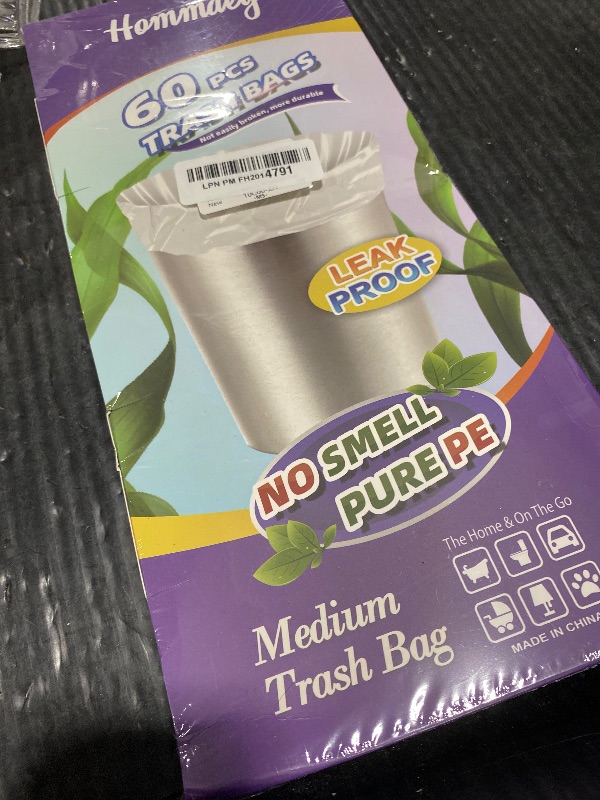 Hommaey
60 PCS
TRASH BAGS
Not easily broken, more durable
LPN PM FH2014791
New
LEAK
PROOF
NO SMELL
PURE PE
The Home & On The Go
MADE IN CHINA
Medium
Trash Bag